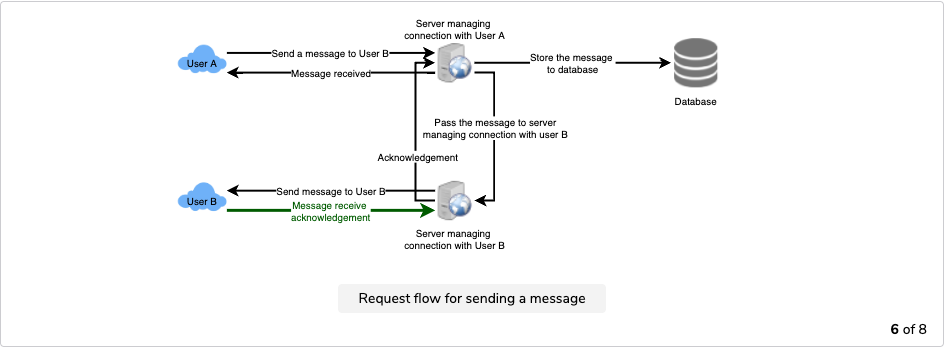 Server managing
connection with User A
Send a message to User B
User A
Message received
Store the message
to database
Database
Pass the message to server
managing connection with user B
Acknowledgement
Send message to User B
User B
Message receive
acknowledgement
Server managing
connection with User B
Request flow for sending a message
6 of 8